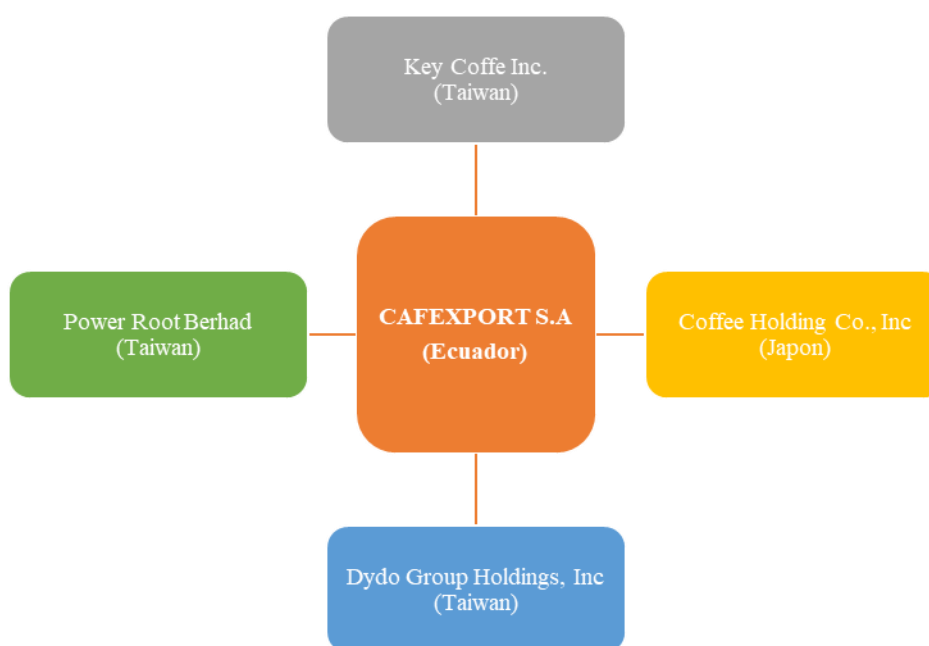 Key Coffe Inc.
(Taiwan)
Power Root Berhad
(Taiwan)
CAFEXPORT S.A
(Ecuador)
Coffee Holding Co., Inc
(Japon)
Dydo Group Holdings, Inc
(Taiwan)